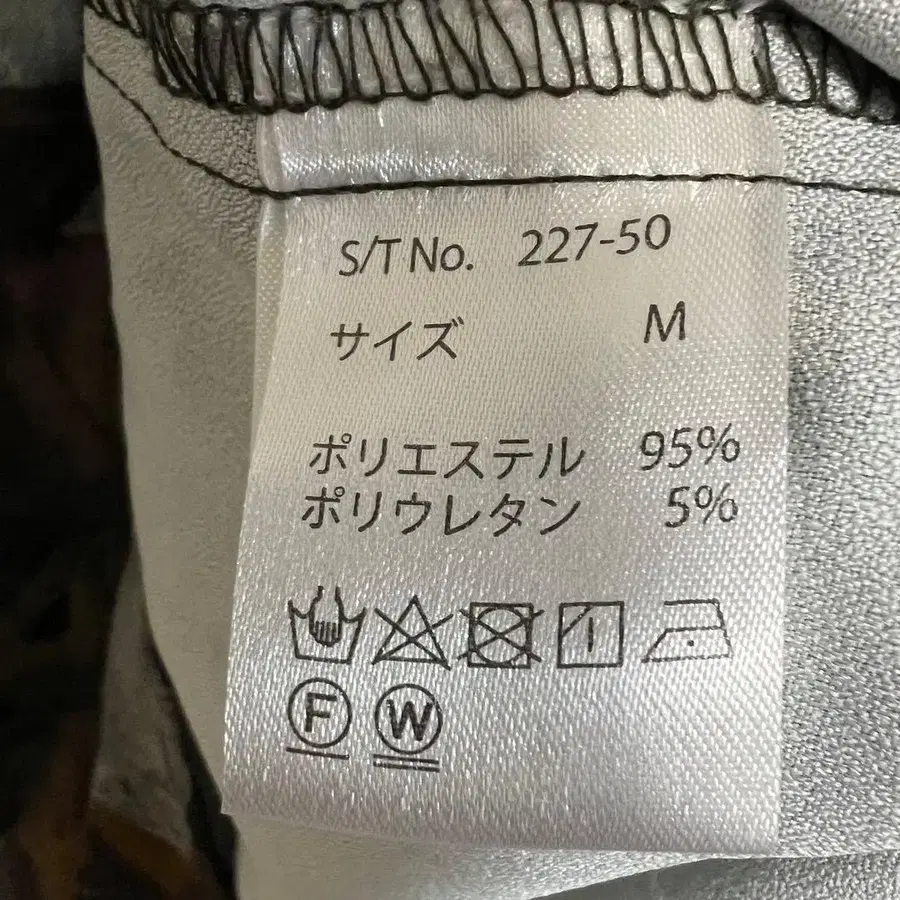 S/T No. 227-50
サイズ M
ポリエステル 95%
ポリウレタン 5%
F W